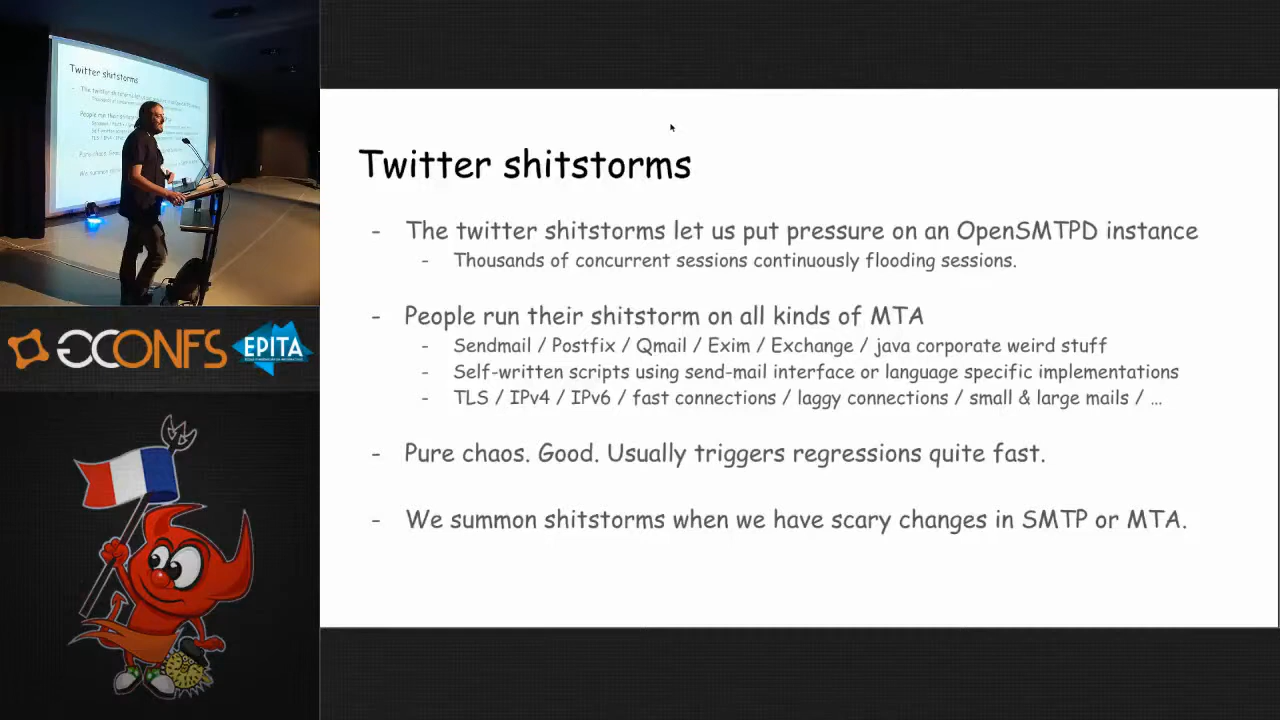 Twitter shitstorms
- The twitter shitstorms let us put pressure on an OpenSMTPD instance
- Thousands of concurrent sessions continuously flooding sessions.
- People run their shitstorm on all kinds of MTA
- Sendmail / Postfix / Qmail / Exim / Exchange / java corporate weird stuff
- Self-written scripts using send-mail interface or language specific implementations
- TLS / IPv4 / IPv6 / fast connections / laggy connections / small & large mails / …
- Pure chaos. Good. Usually triggers regressions quite fast.
- We summon shitstorms when we have scary changes in SMTP or MTA.
Twitter shitstorms
GCONFS
EPITA